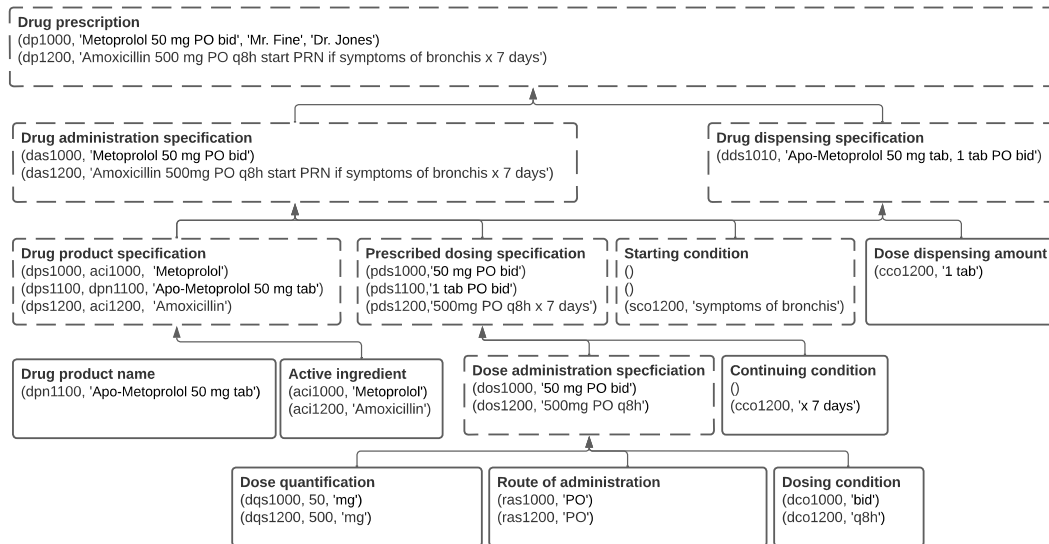 Drug prescription
(dp1000, 'Metoprolol 50 mg PO bid', 'Mr. Fine', 'Dr. Jones')
(dp1200, 'Amoxicillin 500 mg PO q8h start PRN if symptoms of bronchis x 7 days')
Drug administration specification
(das1000, 'Metoprolol 50 mg PO bid')
(das1200, 'Amoxicillin 500mg PO q8h start PRN if symptoms of bronchis x 7 days')
Drug dispensing specification
(dds1010, 'Apo-Metoprolol 50 mg tab, 1 tab PO bid')
Drug product specification
(dps1000, aci1000, 'Metoprolol')
(dps1100, dpn1100, 'Apo-Metoprolol 50 mg tab')
(dps1200, aci1200, 'Amoxicillin')
Prescribed dosing specification
(pds1000,'50 mg PO bid')
(pds1100,'1 tab PO bid')
(pds1200,'500mg PO q8h x 7 days')
Starting condition
()
()
(sco1200, 'symptoms of bronchis')
Dose dispensing amount
(cco1200, '1 tab')
Drug product name
(dpn1100, 'Apo-Metoprolol 50 mg tab')
Active ingredient
(aci1000, 'Metoprolol')
(aci1200, 'Amoxicillin')
Dose administration specficiation
(dos1000, '50 mg PO bid')
(dos1200, '500mg PO q8h')
Continuing condition
()
(cco1200, 'x 7 days')
Dose quantification
(dqs1000, 50, 'mg')
(dqs1200, 500, 'mg')
Route of administration
(ras1000, 'PO')
(ras1200, 'PO')
Dosing condition
(dco1000, 'bid')
(dco1200, 'q8h')